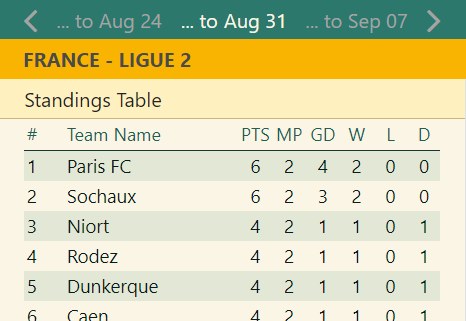 ... to Aug 24 ... to Aug 31 ... to Sep 07
FRANCE - LIGUE 2
Standings Table
# Team Name PTS MP GD W L D
1 Paris FC 6 2 4 2 0 0
2 Sochaux 6 2 3 2 0 0
3 Niort 4 2 1 1 0 1
4 Rodez 4 2 1 1 0 1
5 Dunkerque 4 2 1 1 0 1
6 Caen 4 2 1 1 0 1